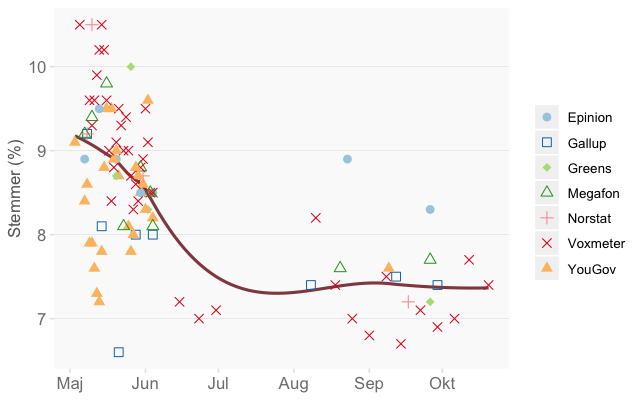 Stemmer (%)
10
9
8
7
Maj Jun Jul Aug Sep Okt
Epinion
Gallup
Greens
Megafon
Norstat
Voxmeter
YouGov